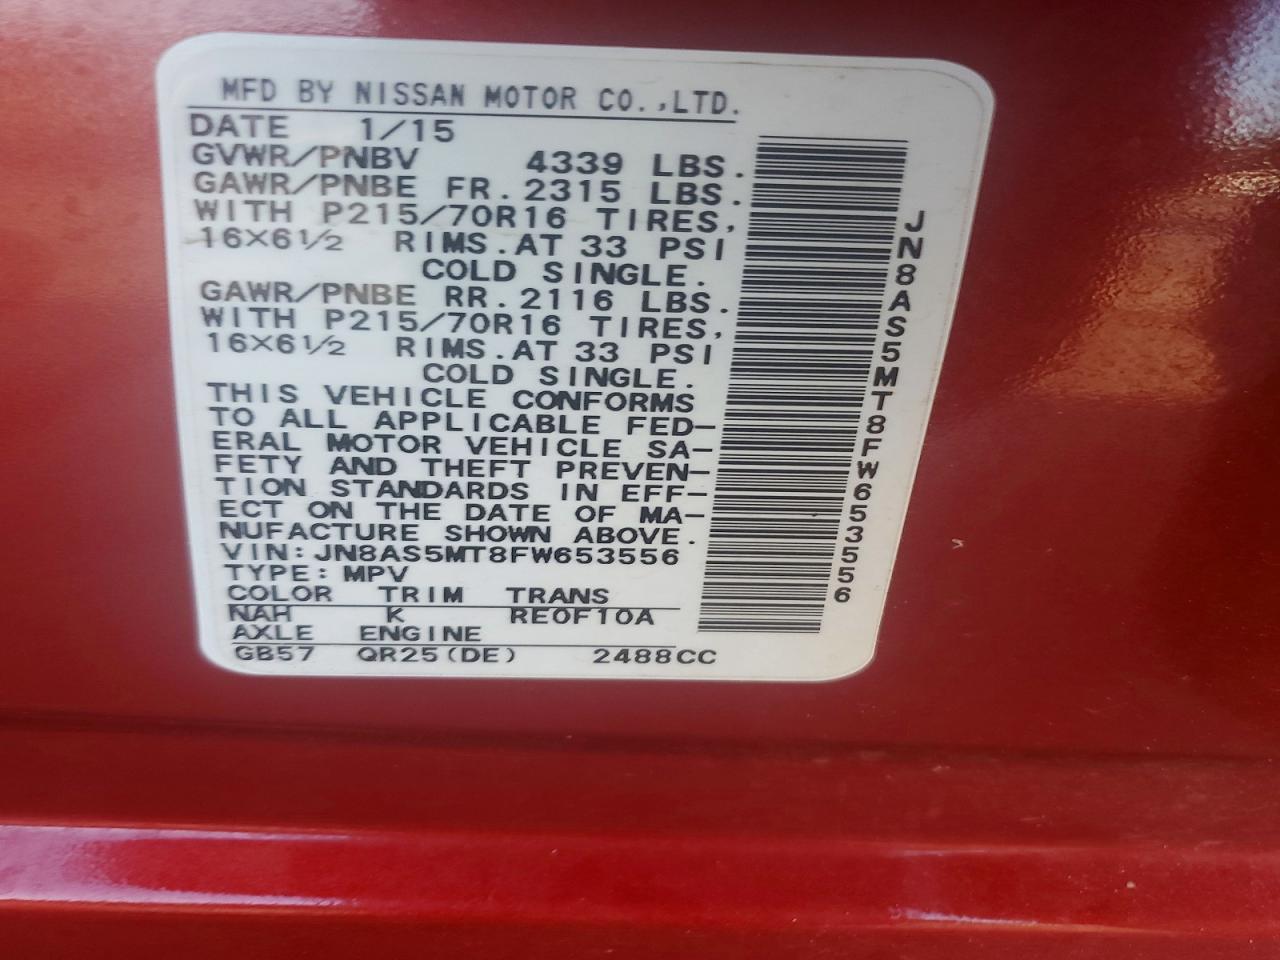 MFD BY NISSAN MOTOR CO.,LTD.
DATE 1/15
GVWR/PNBV 4339 LBS.
GAWR/PNBE FR. 2315 LBS.
WITH P215/70R16 TIRES,
16X6½ RIMS. AT 33 PSI
COLD SINGLE.
GAWR/PNBE RR. 2116 LBS.
WITH P215/70R16 TIRES,
16X6½ RIMS. AT 33 PSI
COLD SINGLE.
THIS VEHICLE CONFORMS
TO ALL APPLICABLE FED-
ERAL MOTOR VEHICLE SA-
FETY AND THEFT PREVEN-
TION STANDARDS IN EFF-
ECT ON THE DATE OF MA-
NUFACTURE SHOWN ABOVE.
VIN: JN8AS5MT8FW653556
TYPE: MPV
COLOR TRIM TRANS
NAH K RE0F10A
AXLE ENGINE
GB57 QR25(DE) 2488CC
JN8AS5MT8FW653556